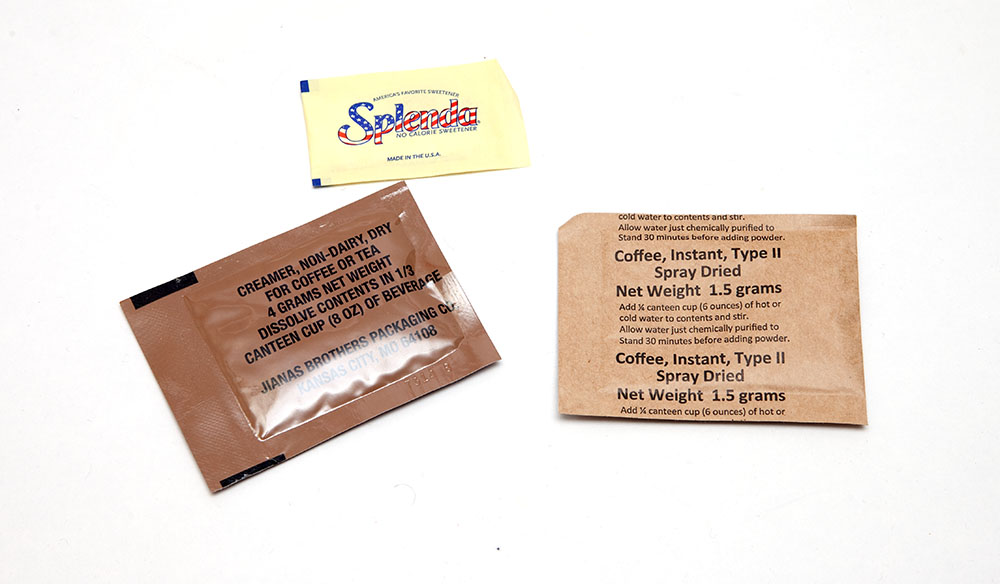 AMERICA'S FAVORITE SWEETENER
Splenda®
NO CALORIE SWEETENER
MADE IN THE U.S.A.
CREAMER, NON-DAIRY, DRY
FOR COFFEE OR TEA
4 GRAMS NET WEIGHT
DISSOLVE CONTENTS IN 1/3
CANTEEN CUP (8 OZ) OF BEVERAGE
JIANAS BROTHERS PACKAGING CO.
KANSAS CITY, MO 64108
cold water to contents and stir.
Allow water just chemically purified to
Stand 30 minutes before adding powder.
Coffee, Instant, Type II
Spray Dried
Net Weight 1.5 grams
Add ¼ canteen cup (6 ounces) of hot or
cold water to contents and stir.
Allow water just chemically purified to
Stand 30 minutes before adding powder.
Coffee, Instant, Type II
Spray Dried
Net Weight 1.5 grams
Add ¼ canteen cup (6 ounces) of hot or